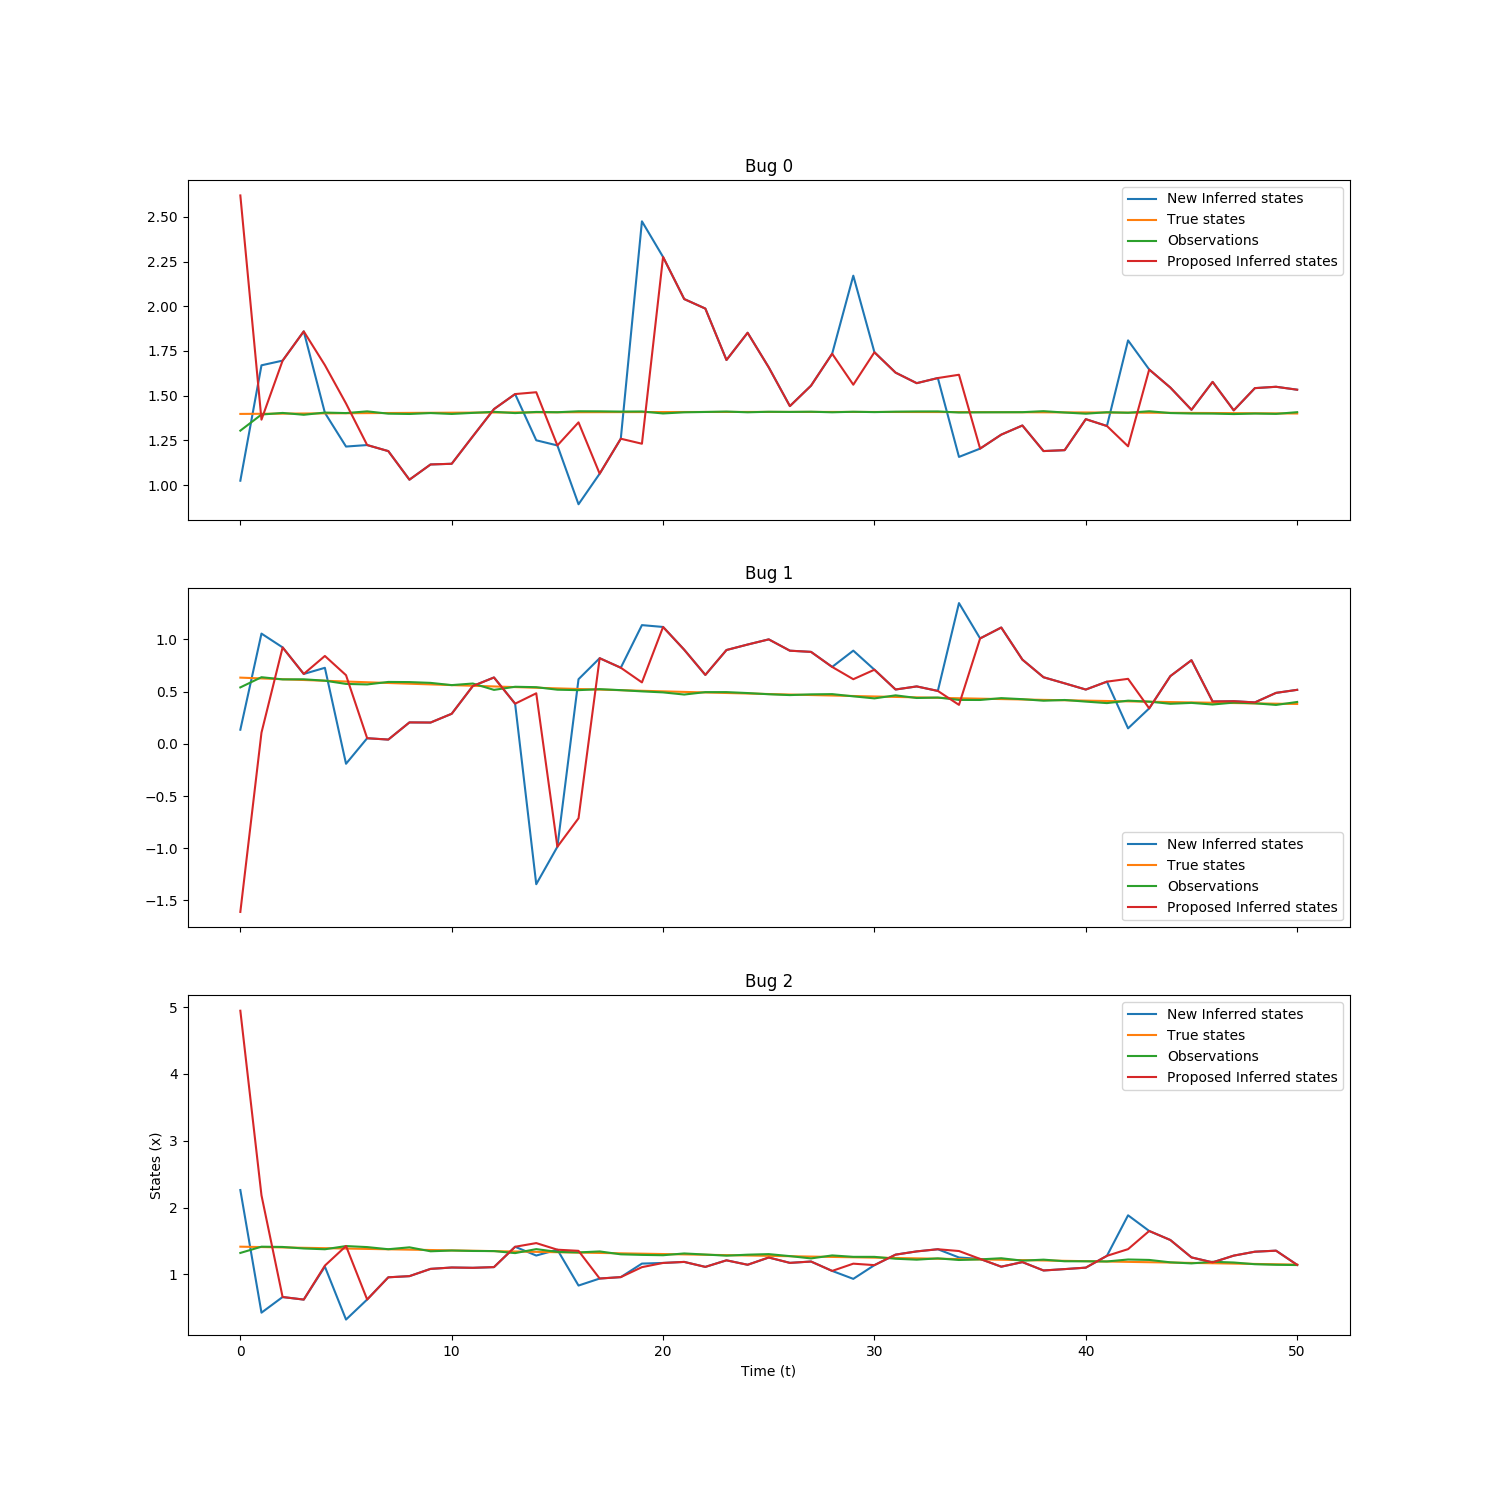 Bug 0
2.50
2.25
2.00
1.75
1.50
1.25
1.00
New Inferred states
True states
Observations
Proposed Inferred states
Bug 1
1.0
0.5
0.0
−0.5
−1.0
−1.5
New Inferred states
True states
Observations
Proposed Inferred states
Bug 2
States (x)
5
4
3
2
1
New Inferred states
True states
Observations
Proposed Inferred states
0 10 20 30 40 50
Time (t)